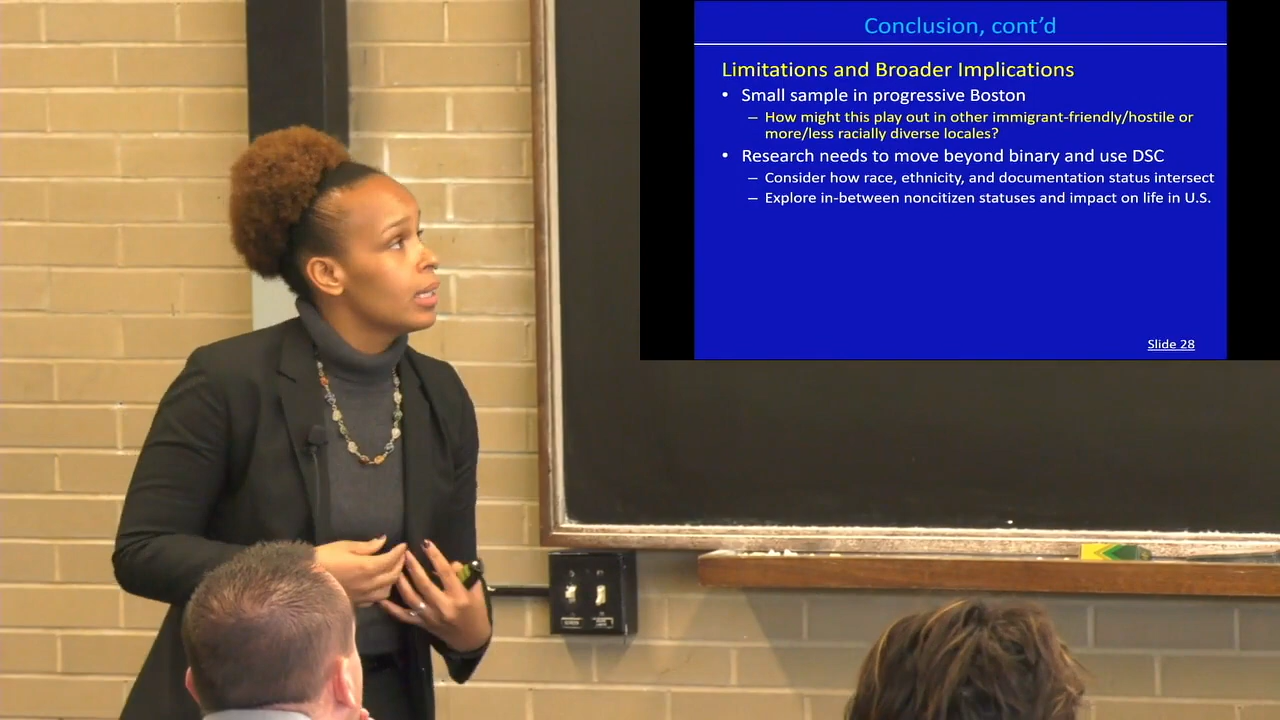 Conclusion, cont’d
Limitations and Broader Implications
• Small sample in progressive Boston
– How might this play out in other immigrant-friendly/hostile or
more/less racially diverse locales?
• Research needs to move beyond binary and use DSC
– Consider how race, ethnicity, and documentation status intersect
– Explore in-between noncitizen statuses and impact on life in U.S.
Slide 28